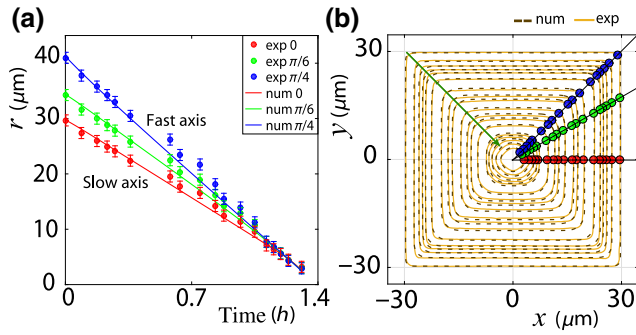 (a)
exp 0
exp π/6
exp π/4
num 0
num π/6
num π/4
Fast axis
Slow axis
r (μm)
40
30
20
10
0
0
0.7
1.4
Time (h)
(b)
num
exp
30
0
−30
y (μm)
−30
0
30
x (μm)